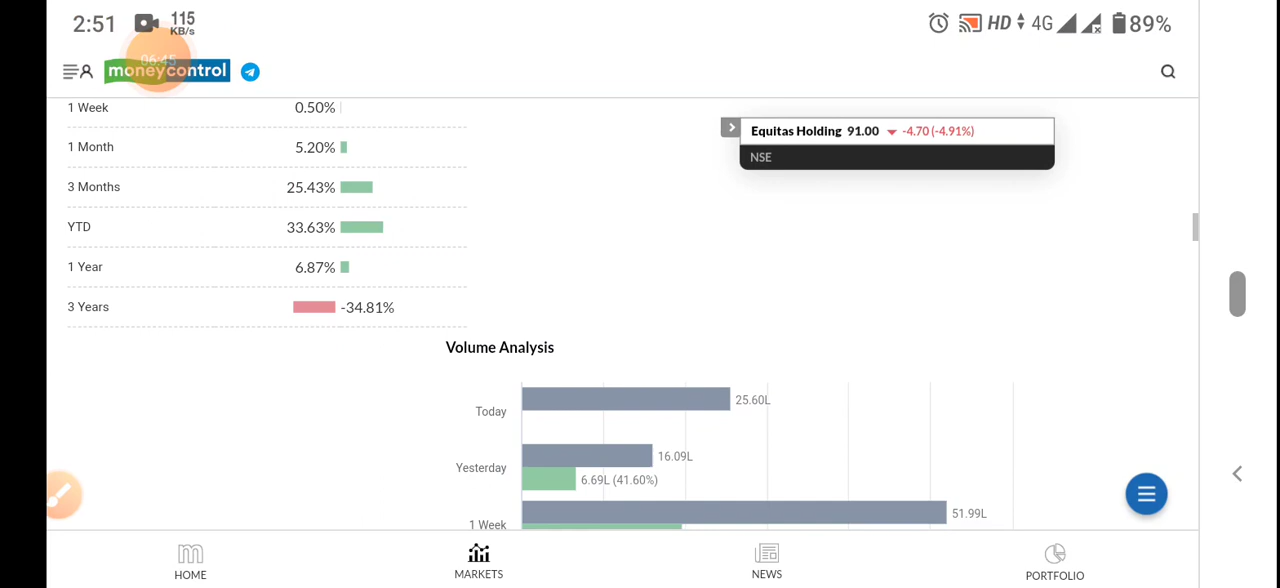 2:51 115 KB/s HD 4G 89%
06:45
moneycontrol
1 Week 0.50%
Equitas Holding 91.00 -4.70 (-4.91%)
NSE
1 Month 5.20%
3 Months 25.43%
YTD 33.63%
1 Year 6.87%
3 Years -34.81%
Volume Analysis
Today 25.60L
Yesterday 16.09L
6.69L (41.60%)
1 Week 51.99L
HOME MARKETS NEWS PORTFOLIO